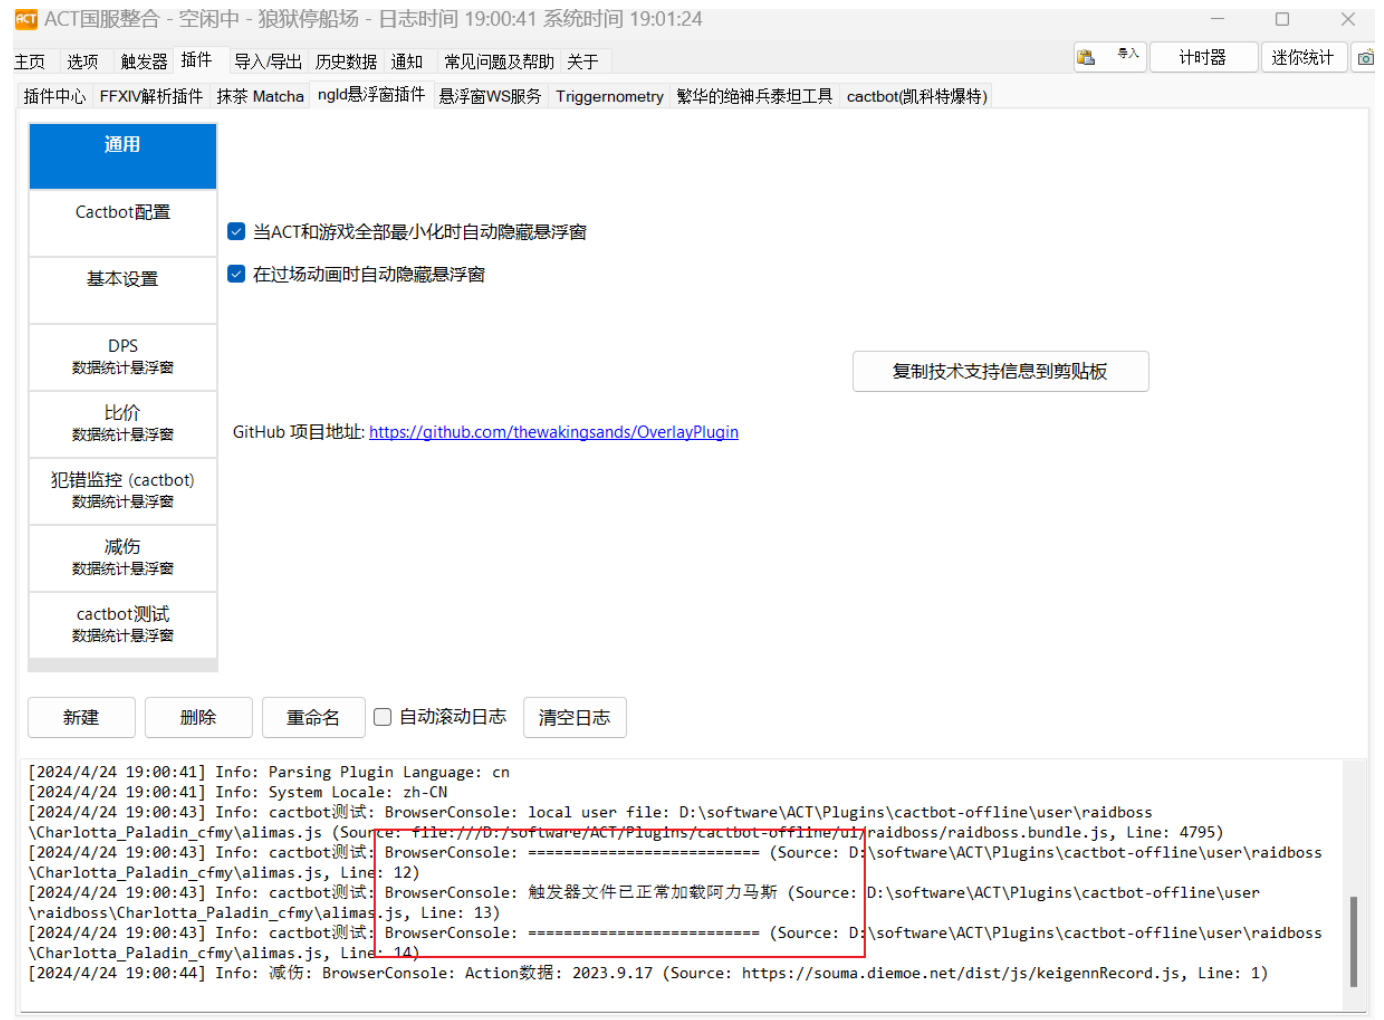 ACT ACT国服整合 - 空闲中 - 狼狱停船场 - 日志时间 19:00:41 系统时间 19:01:24
主页 选项 触发器 插件 导入/导出 历史数据 通知 常见问题及帮助 关于 导入 计时器 迷你统计
插件中心 FFXIV解析插件 抹茶 Matcha ngld悬浮窗插件 悬浮窗WS服务 Triggernometry 繁华的绝神兵泰坦工具 cactbot(凯科特爆特)
通用
Cactbot配置
当ACT和游戏全部最小化时自动隐藏悬浮窗
基本设置
在过场动画时自动隐藏悬浮窗
DPS
数据统计悬浮窗
复制技术支持信息到剪贴板
比价
数据统计悬浮窗
GitHub 项目地址: https://github.com/thewakingsands/OverlayPlugin
犯错监控 (cactbot)
数据统计悬浮窗
减伤
数据统计悬浮窗
cactbot测试
数据统计悬浮窗
新建 删除 重命名 自动滚动日志 清空日志
[2024/4/24 19:00:41] Info: Parsing Plugin Language: cn
[2024/4/24 19:00:41] Info: System Locale: zh-CN
[2024/4/24 19:00:43] Info: cactbot测试: BrowserConsole: local user file: D:\software\ACT\Plugins\cactbot-offline\user\raidboss
\Charlotta_Paladin_cfmy\alimas.js (Source: file:///D:/software/ACT/Plugins/cactbot-offline/ui/raidboss/raidboss.bundle.js, Line: 4795)
[2024/4/24 19:00:43] Info: cactbot测试: BrowserConsole: ========================== (Source: D:\software\ACT\Plugins\cactbot-offline\user\raidboss
\Charlotta_Paladin_cfmy\alimas.js, Line: 12)
[2024/4/24 19:00:43] Info: cactbot测试: BrowserConsole: 触发器文件已正常加载阿力马斯 (Source: D:\software\ACT\Plugins\cactbot-offline\user
\raidboss\Charlotta_Paladin_cfmy\alimas.js, Line: 13)
[2024/4/24 19:00:43] Info: cactbot测试: BrowserConsole: ========================== (Source: D:\software\ACT\Plugins\cactbot-offline\user\raidboss
\Charlotta_Paladin_cfmy\alimas.js, Line: 14)
[2024/4/24 19:00:44] Info: 减伤: BrowserConsole: Action数据: 2023.9.17 (Source: https://souma.diemoe.net/dist/js/keigennRecord.js, Line: 1)